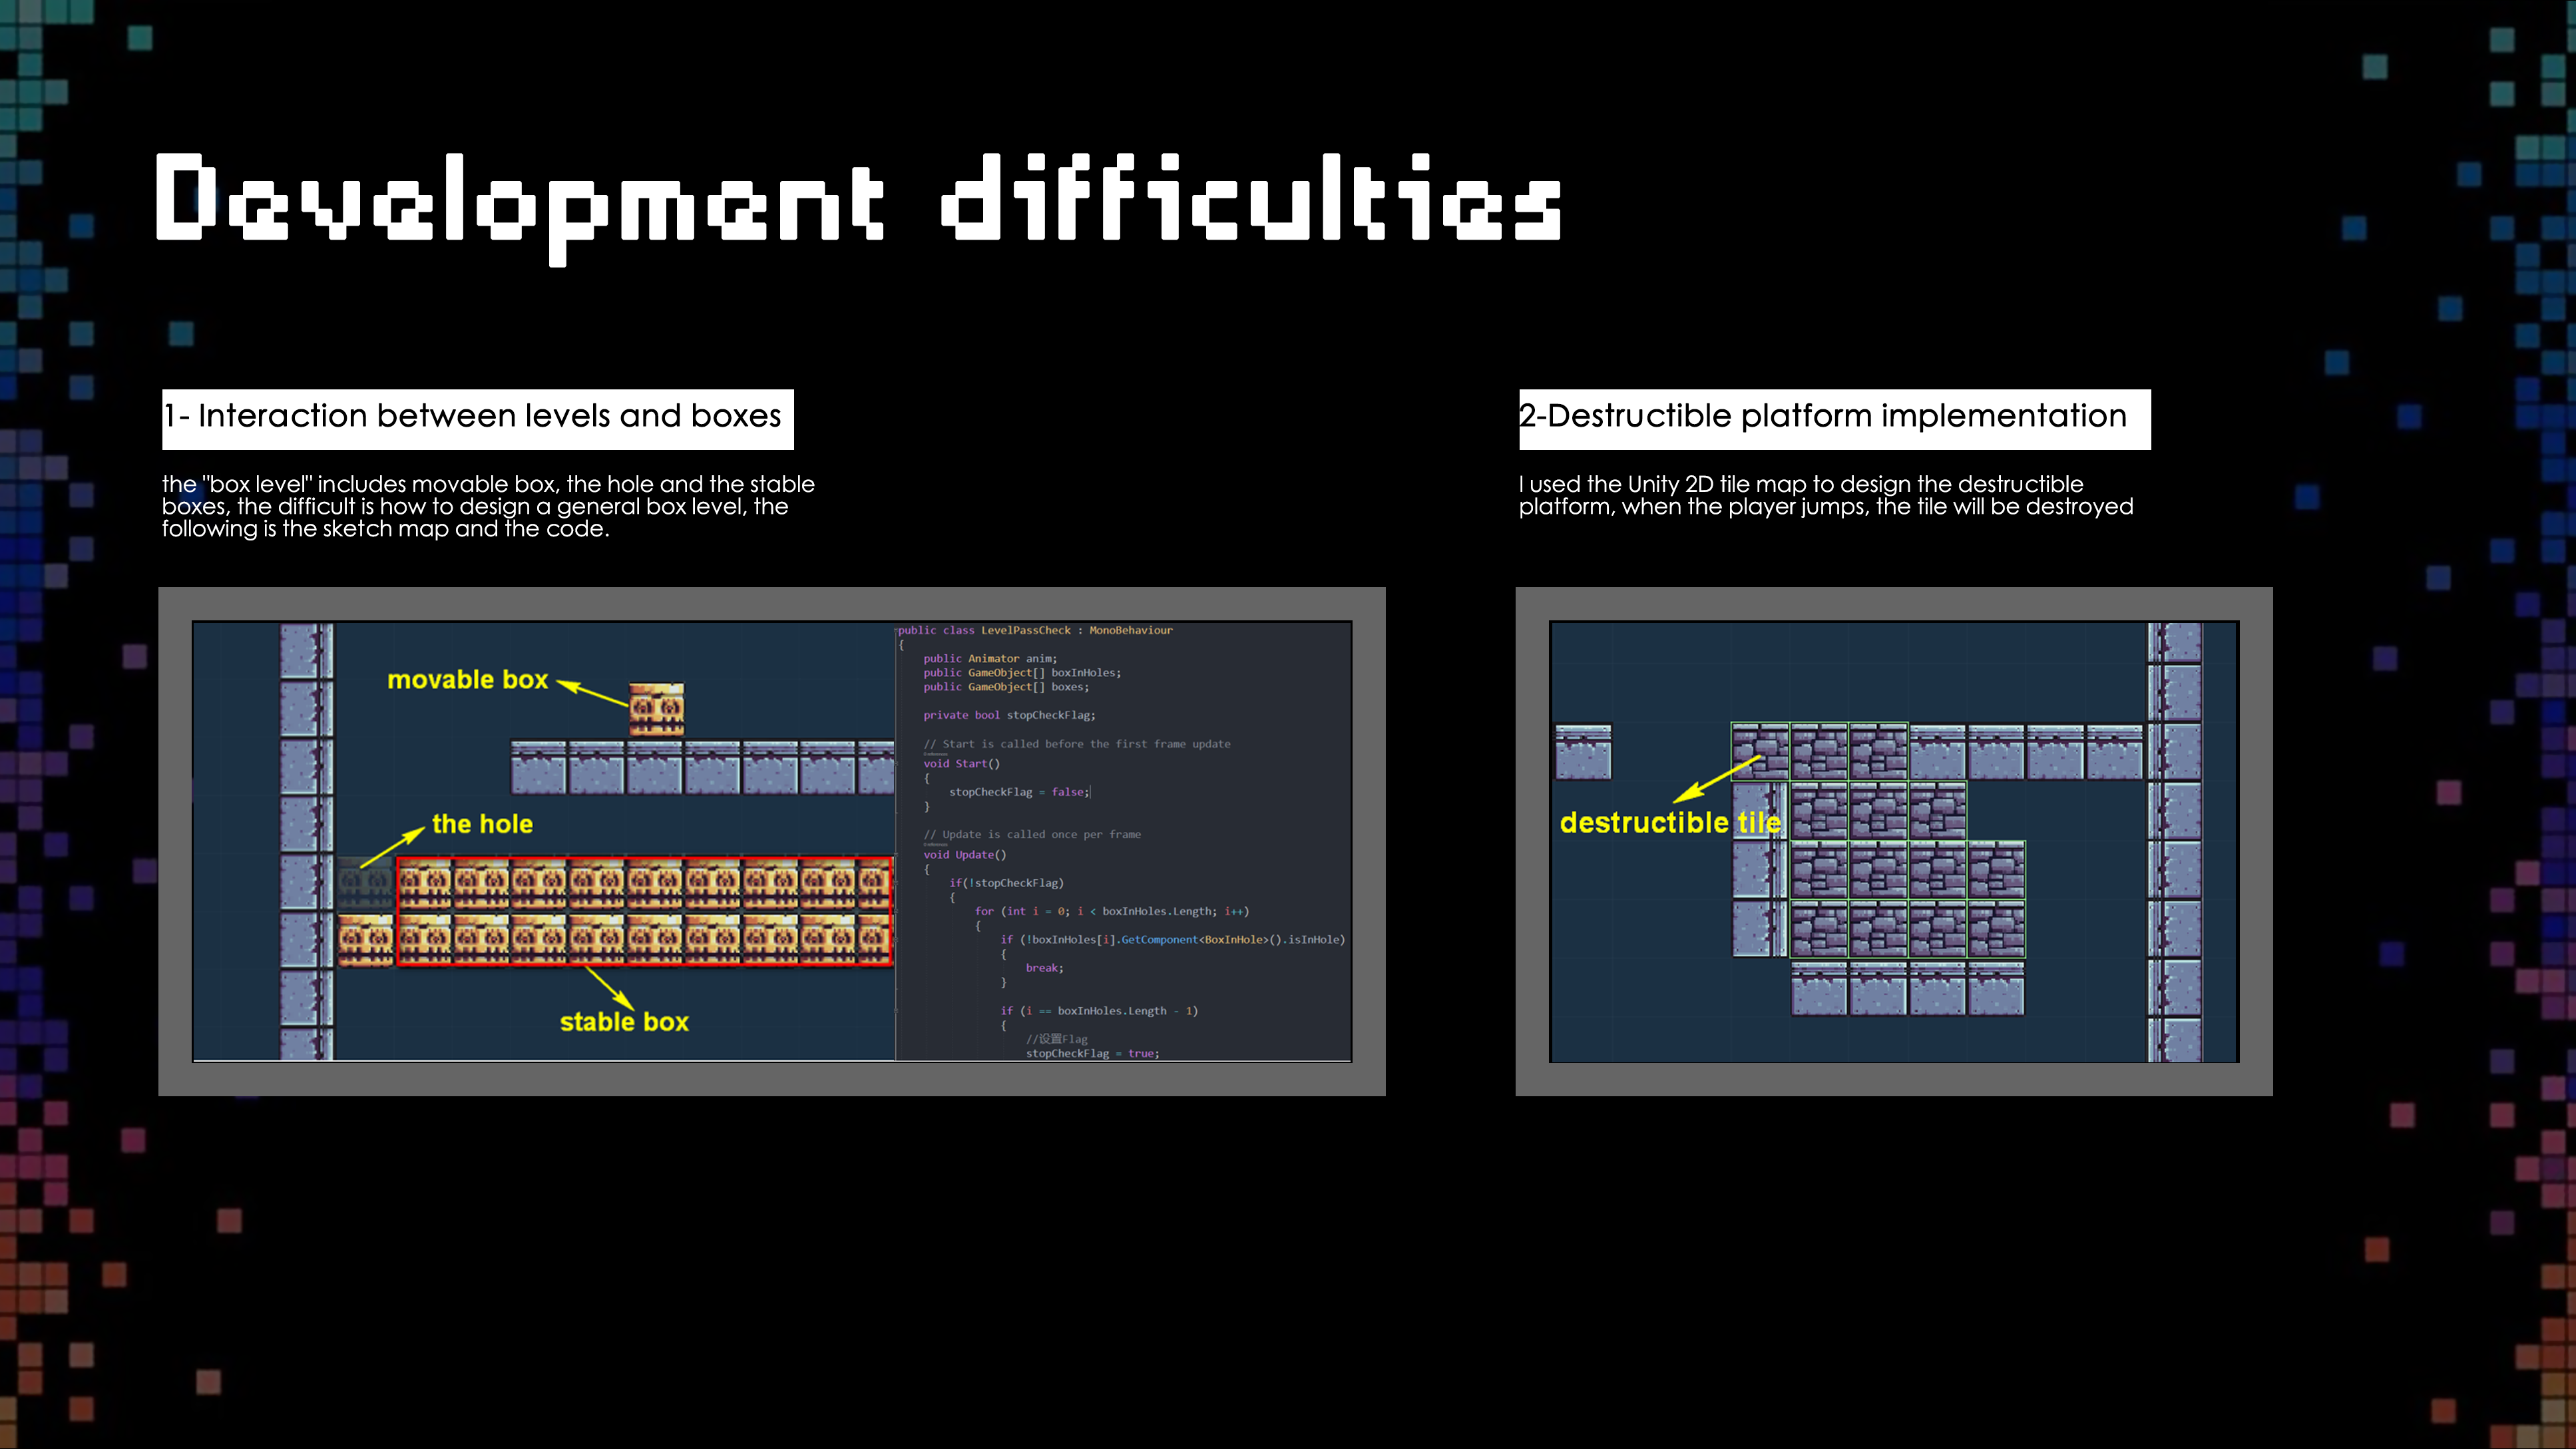 Development difficulties
1- Interaction between levels and boxes
the "box level" includes movable box, the hole and the stable
boxes, the difficult is how to design a general box level, the
following is the sketch map and the code.
movable box
the hole
stable box
public class LevelPassCheck : MonoBehaviour
{
public Animator anim;
public GameObject[] boxInHoles;
public GameObject[] boxes;
private bool stopCheckFlag;
// Start is called before the first frame update
void Start()
{
stopCheckFlag = false;
}
// Update is called once per frame
void Update()
{
if(!stopCheckFlag)
{
for (int i = 0; i < boxInHoles.Length; i++)
{
if (!boxInHoles[i].GetComponent<BoxInHole>().isInHole)
{
break;
}
if (i == boxInHoles.Length - 1)
{
//设置Flag
stopCheckFlag = true;
2-Destructible platform implementation
I used the Unity 2D tile map to design the destructible
platform, when the player jumps, the tile will be destroyed
destructible tile